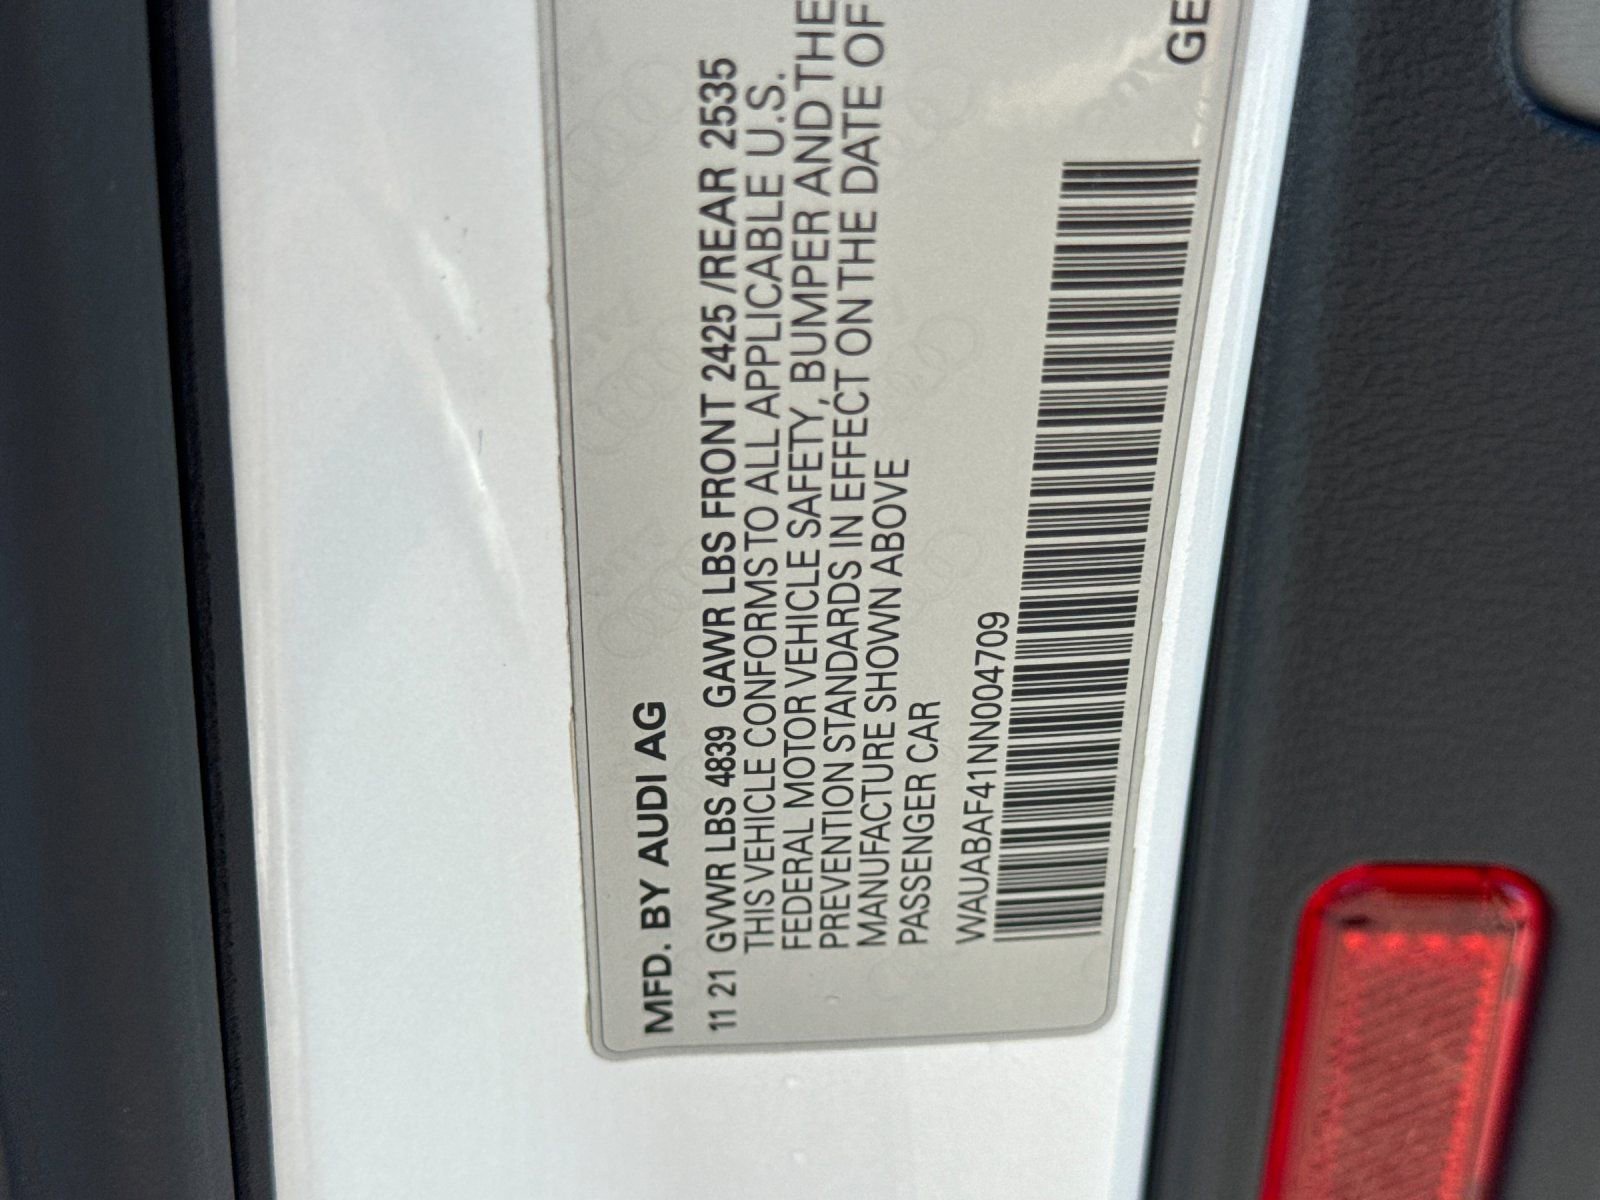 MFD. BY AUDI AG
11 21 GVWR LBS 4839 GAWR LBS FRONT 2425 /REAR 2535
THIS VEHICLE CONFORMS TO ALL APPLICABLE U.S.
FEDERAL MOTOR VEHICLE SAFETY, BUMPER AND THE
PREVENTION STANDARDS IN EFFECT ON THE DATE OF
MANUFACTURE SHOWN ABOVE
PASSENGER CAR
WAUABAF41NN004709
GE